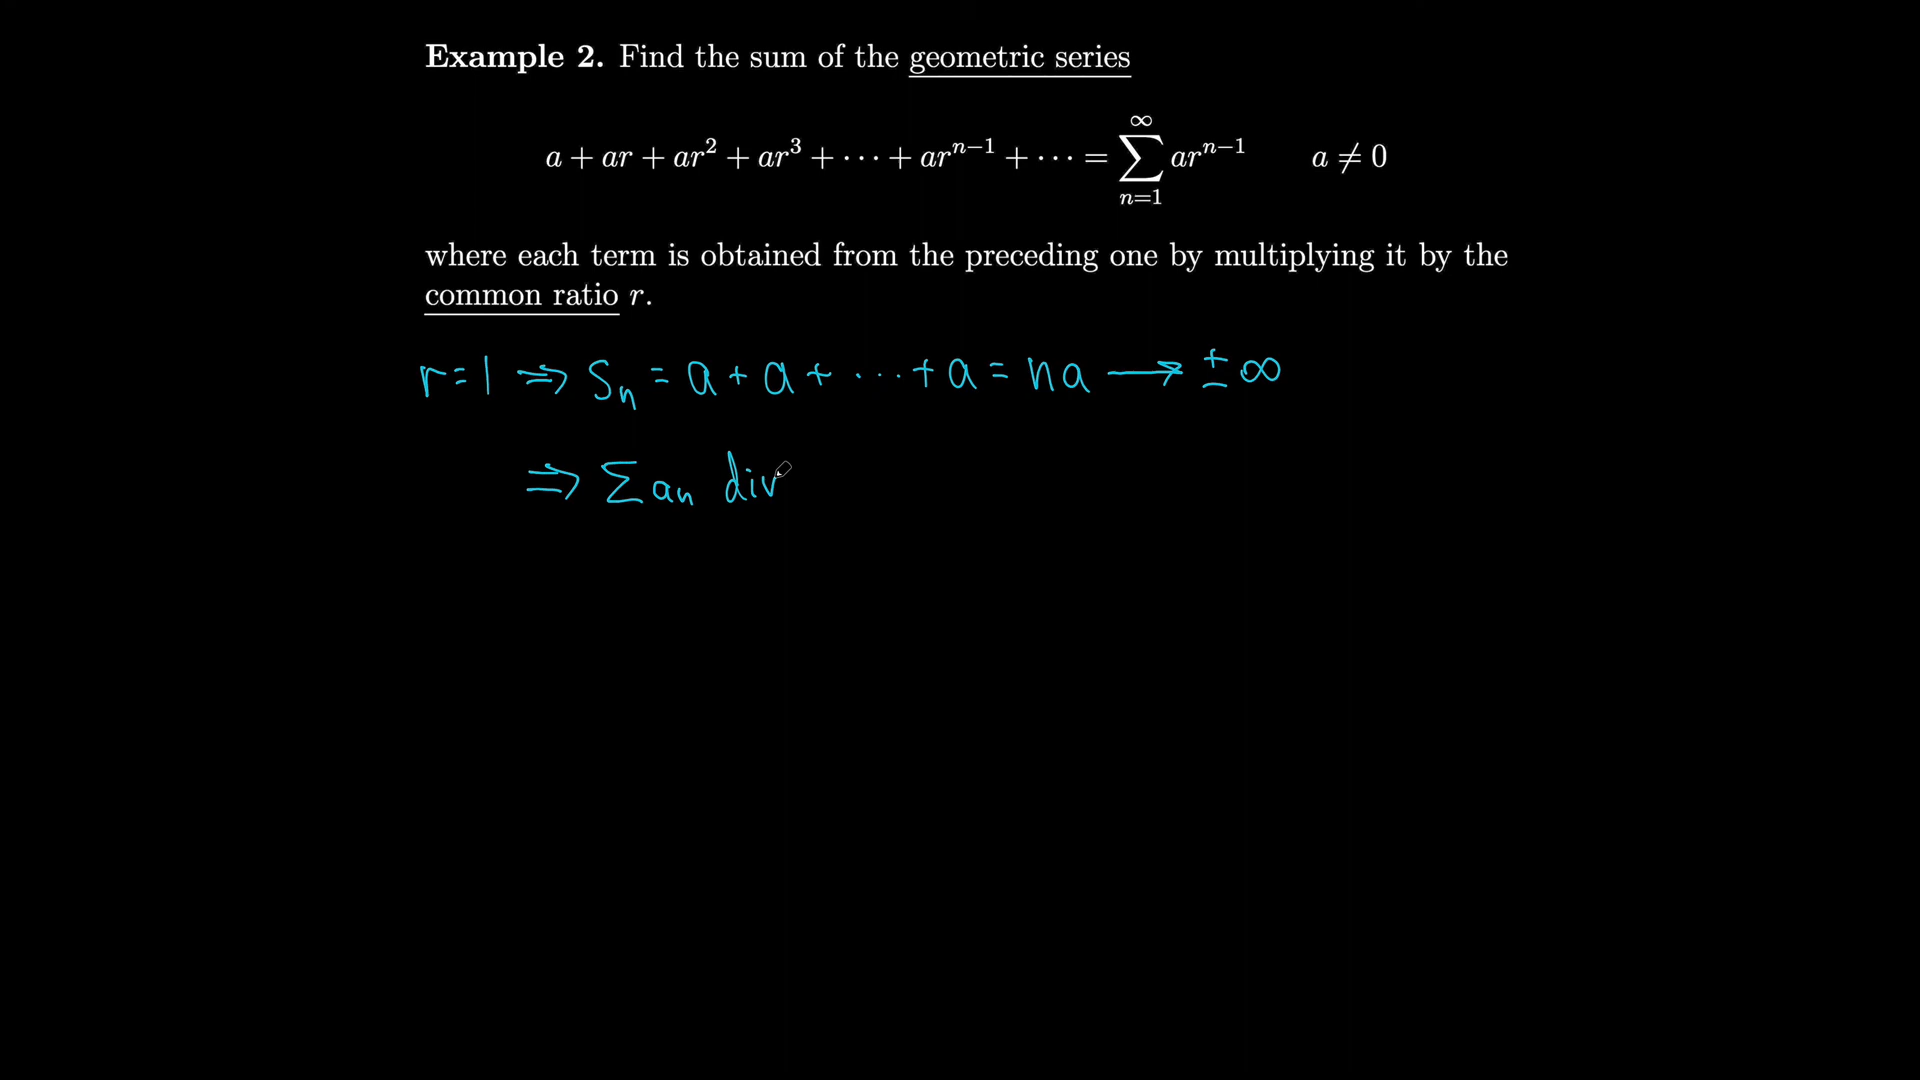 Example 2. Find the sum of the geometric series
a + ar + ar² + ar³ + ⋯ + arⁿ⁻¹ + ⋯ = ∑_{n=1}^{∞} arⁿ⁻¹ a ≠ 0
where each term is obtained from the preceding one by multiplying it by the
common ratio r.
r = 1 ⇒ Sₙ = a + a + ⋯ + a = na ⟶ ± ∞
⇒ ∑ aₙ div